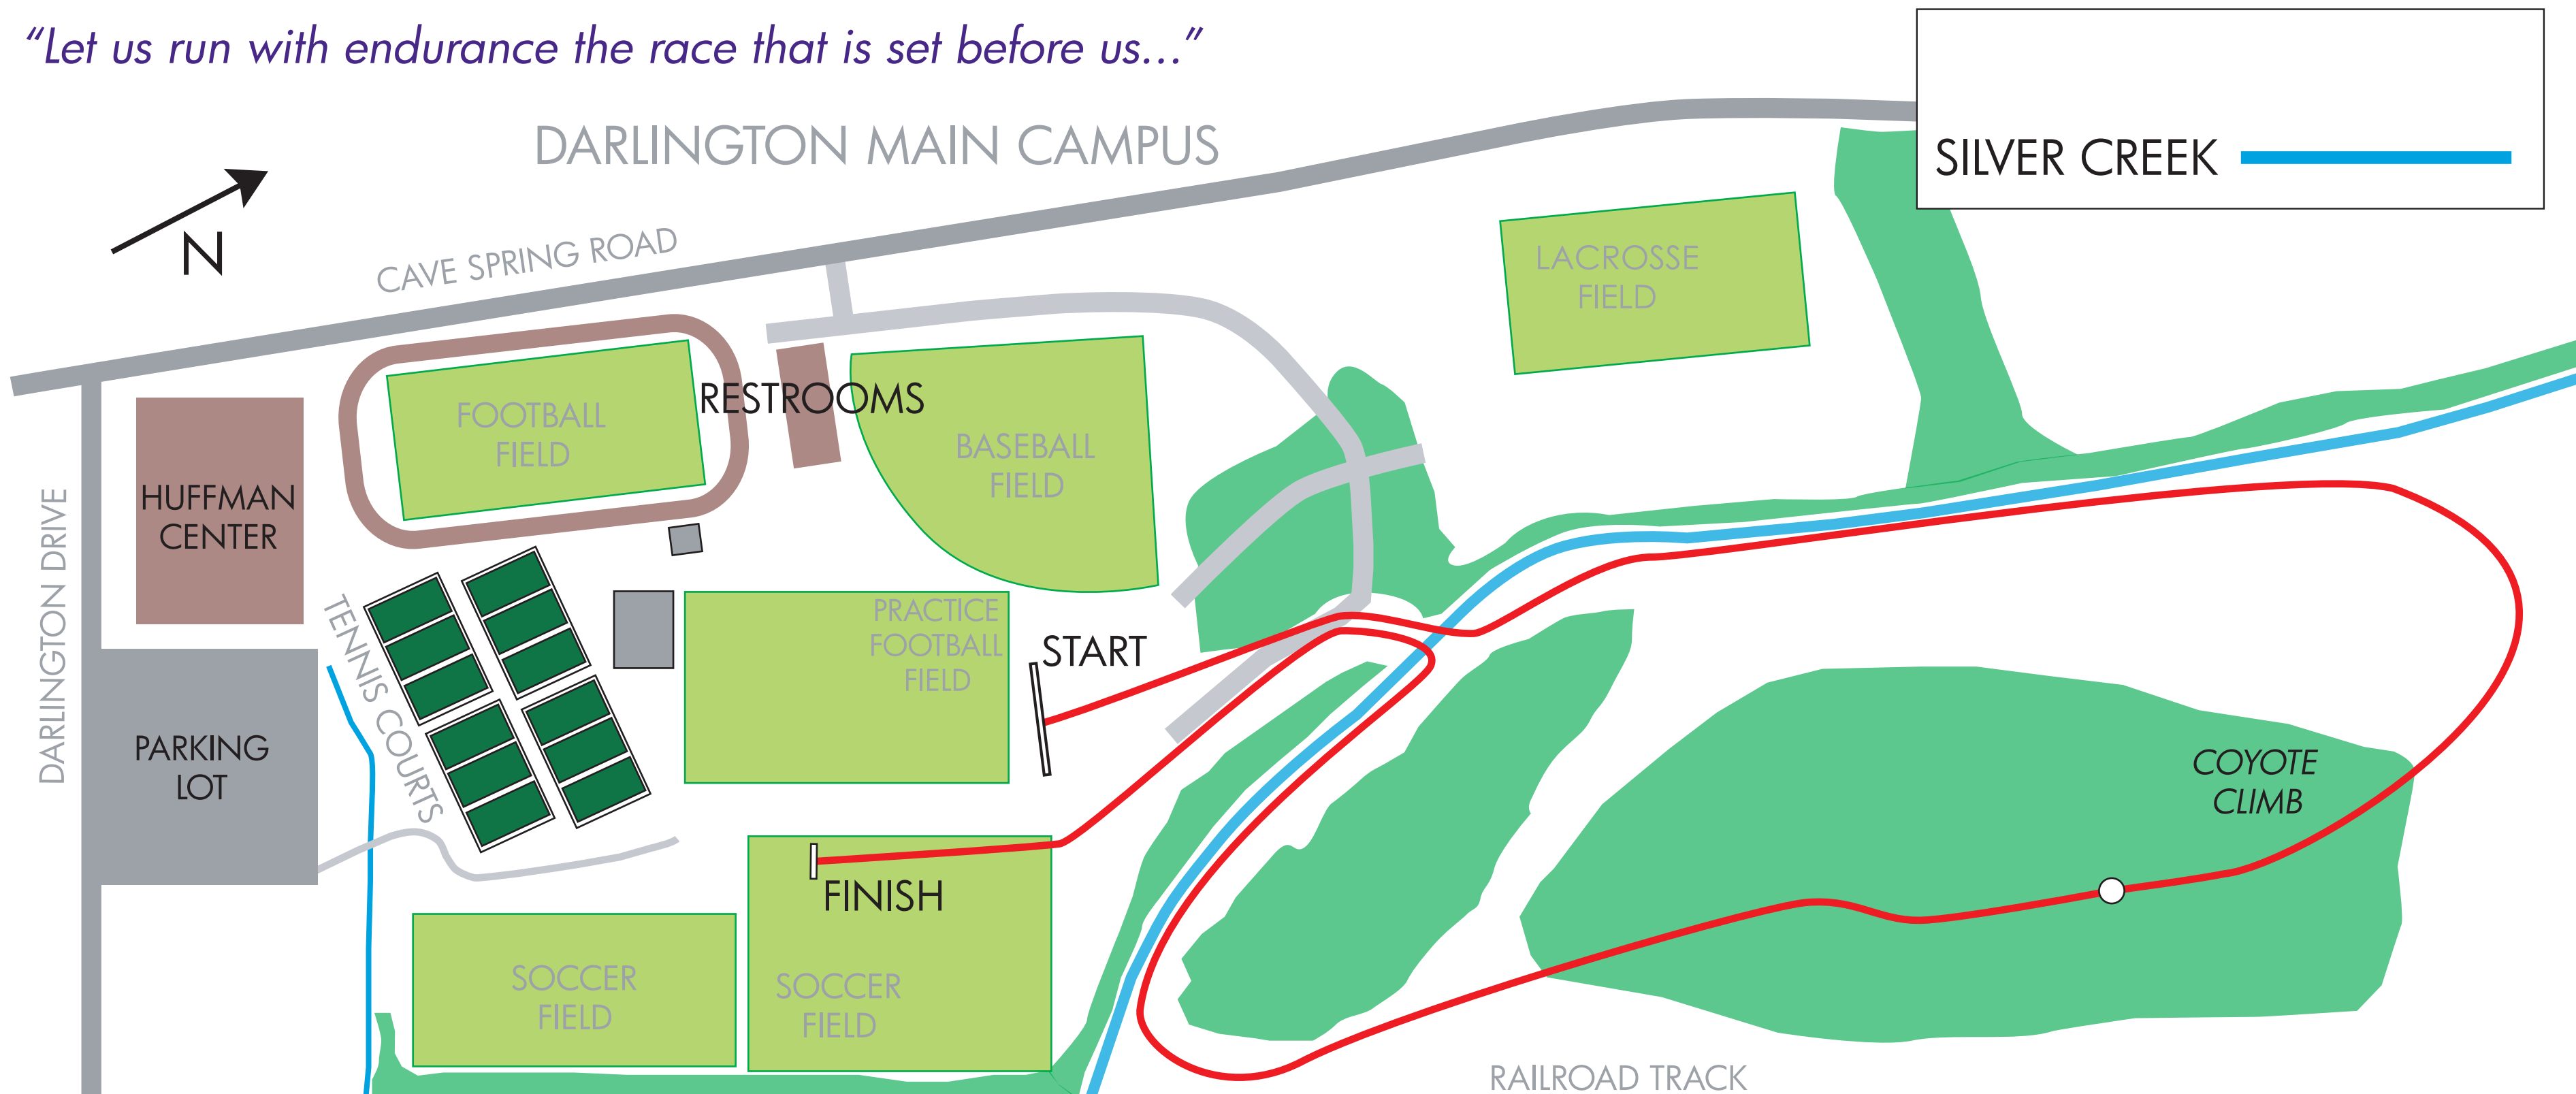 “Let us run with endurance the race that is set before us...”
DARLINGTON MAIN CAMPUS
SILVER CREEK
N
CAVE SPRING ROAD
LACROSSE
FIELD
RESTROOMS
FOOTBALL
FIELD
BASEBALL
FIELD
HUFFMAN
CENTER
DARLINGTON DRIVE
TENNIS COURTS
PRACTICE
FOOTBALL
FIELD
START
PARKING
LOT
COYOTE
CLIMB
FINISH
SOCCER
FIELD
SOCCER
FIELD
RAILROAD TRACK